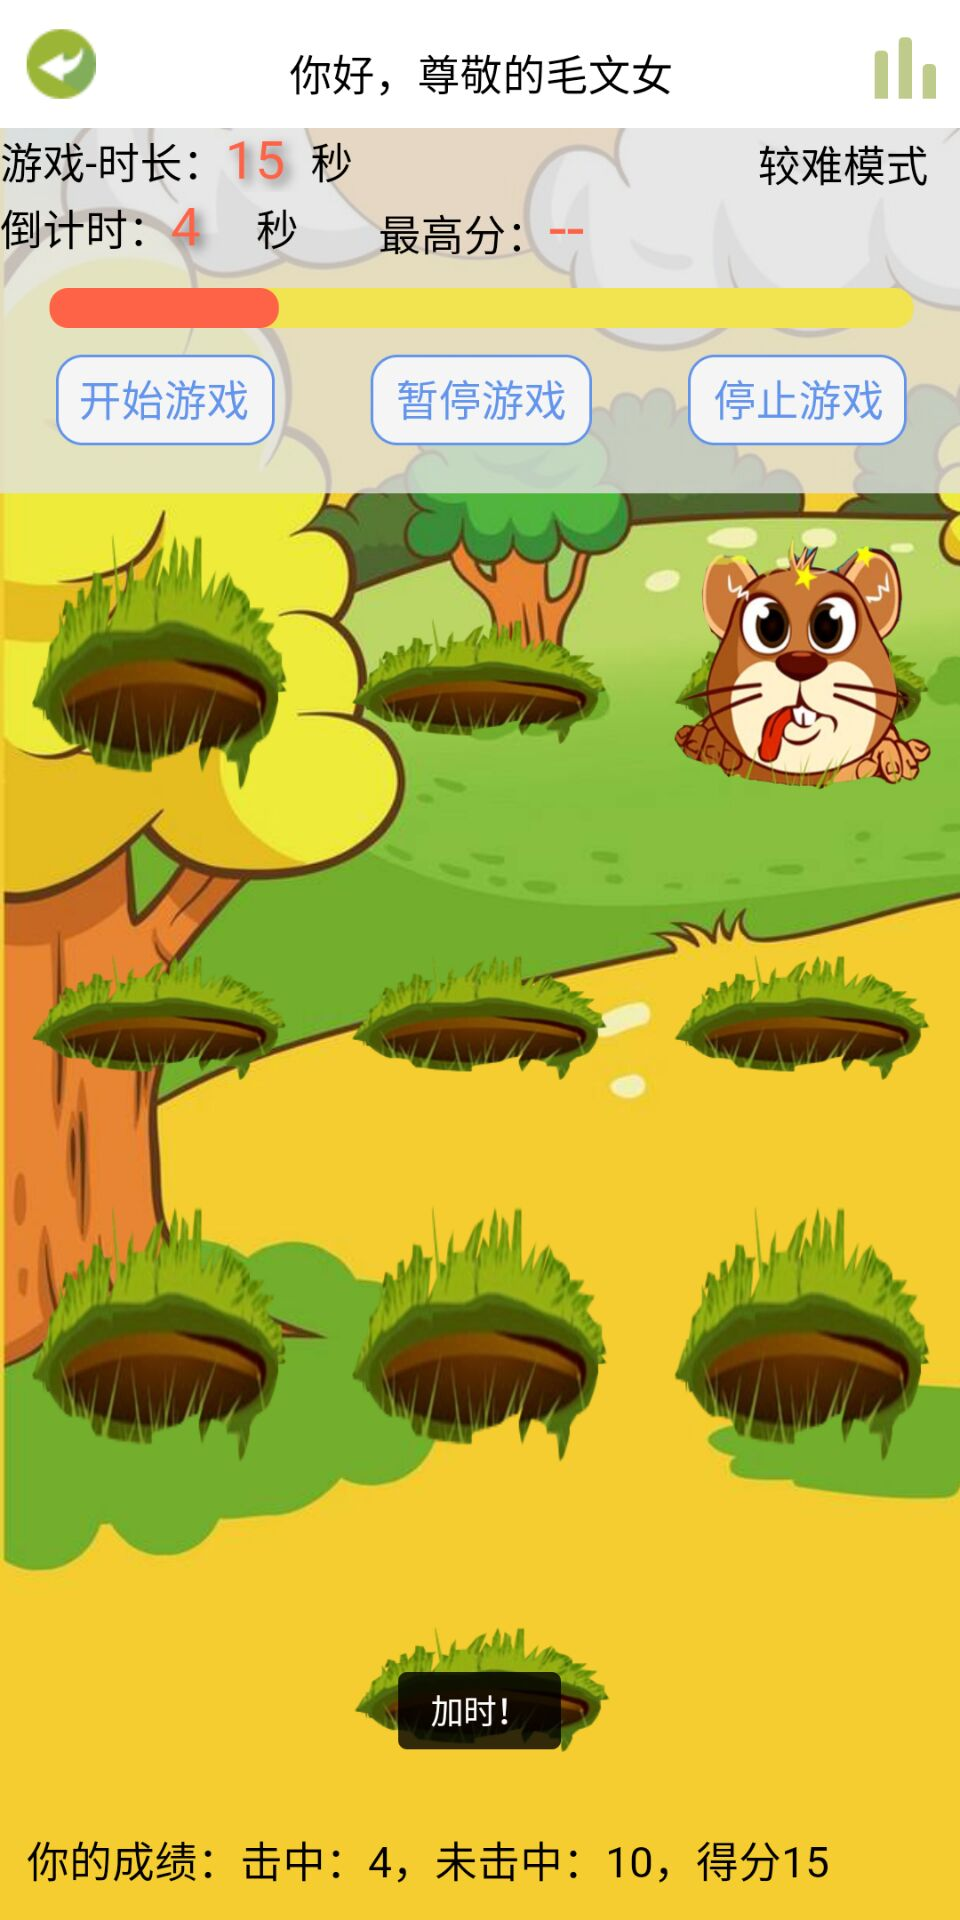 你好，尊敬的毛文女
游戏-时长：15 秒
较难模式
倒计时：4 秒
最高分：--
开始游戏
暂停游戏
停止游戏
加时！
你的成绩：击中：4，未击中：10，得分15